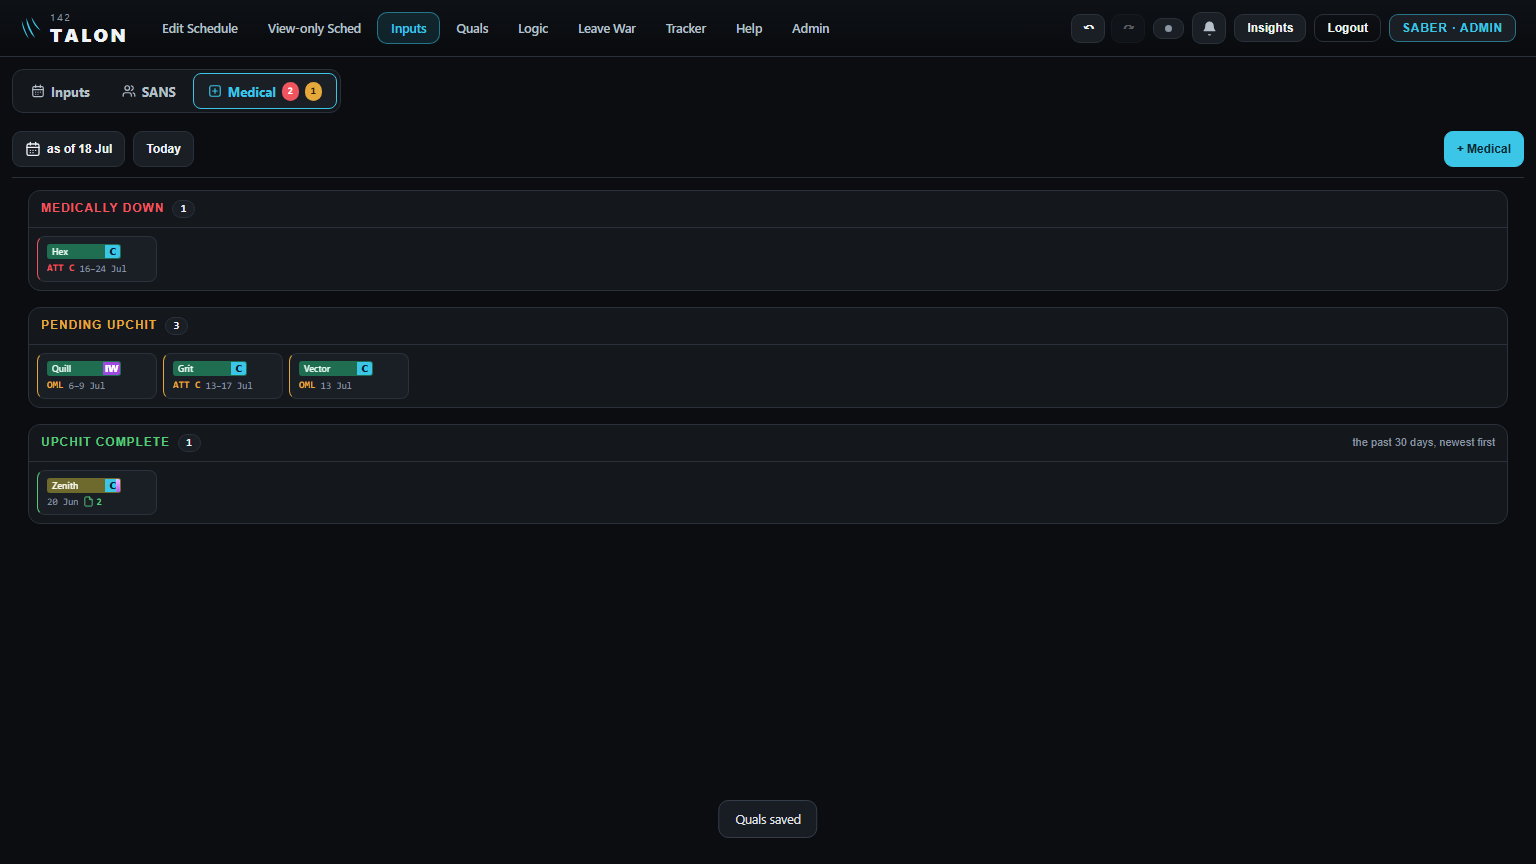 142
TALON
Edit Schedule
View-only Sched
Inputs
Quals
Logic
Leave War
Tracker
Help
Admin
Insights
Logout
SABER · ADMIN
Inputs
SANS
Medical 2 1
as of 18 Jul
Today
+ Medical
MEDICALLY DOWN 1
Hex C
ATT C 16–24 Jul
PENDING UPCHIT 3
Quill IW
OML 6–9 Jul
Grit C
ATT C 13–17 Jul
Vector C
OML 13 Jul
UPCHIT COMPLETE 1
the past 30 days, newest first
Zenith C
20 Jun 2
Quals saved